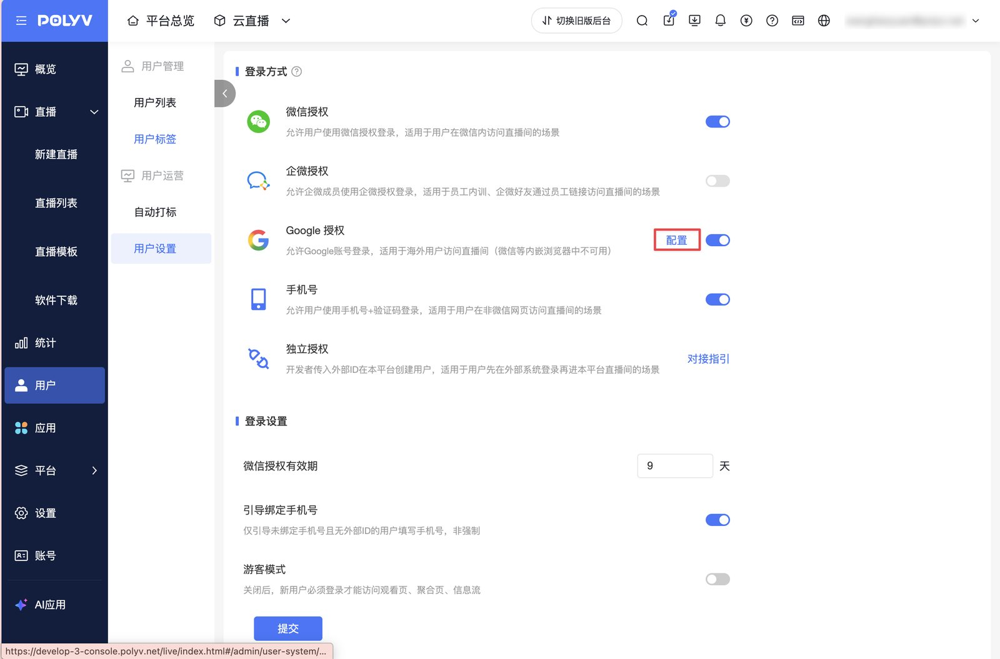 POLYV
平台总览
云直播
切换旧版后台
概览
直播
新建直播
直播列表
直播模板
软件下载
统计
用户
应用
平台
设置
账号
AI应用
用户管理
用户列表
用户标签
用户运营
自动打标
用户设置
登录方式
微信授权
允许用户使用微信授权登录，适用于用户在微信内访问直播间的场景
企微授权
允许企微成员使用企微授权登录，适用于员工内训、企微好友通过员工链接访问直播间的场景
Google 授权
允许Google账号登录，适用于海外用户访问直播间（微信等内嵌浏览器中不可用）
配置
手机号
允许用户使用手机号+验证码登录，适用于用户在非微信网页访问直播间的场景
独立授权
开发者传入外部ID在本平台创建用户，适用于用户先在外部系统登录再进本平台直播间的场景
对接指引
登录设置
微信授权有效期
9 天
引导绑定手机号
仅引导未绑定手机号且无外部ID的用户填写手机号，非强制
游客模式
关闭后，新用户必须登录才能访问观看页、聚合页、信息流
提交
https://develop-3-console.polyv.net/live/index.html#/admin/user-system/...